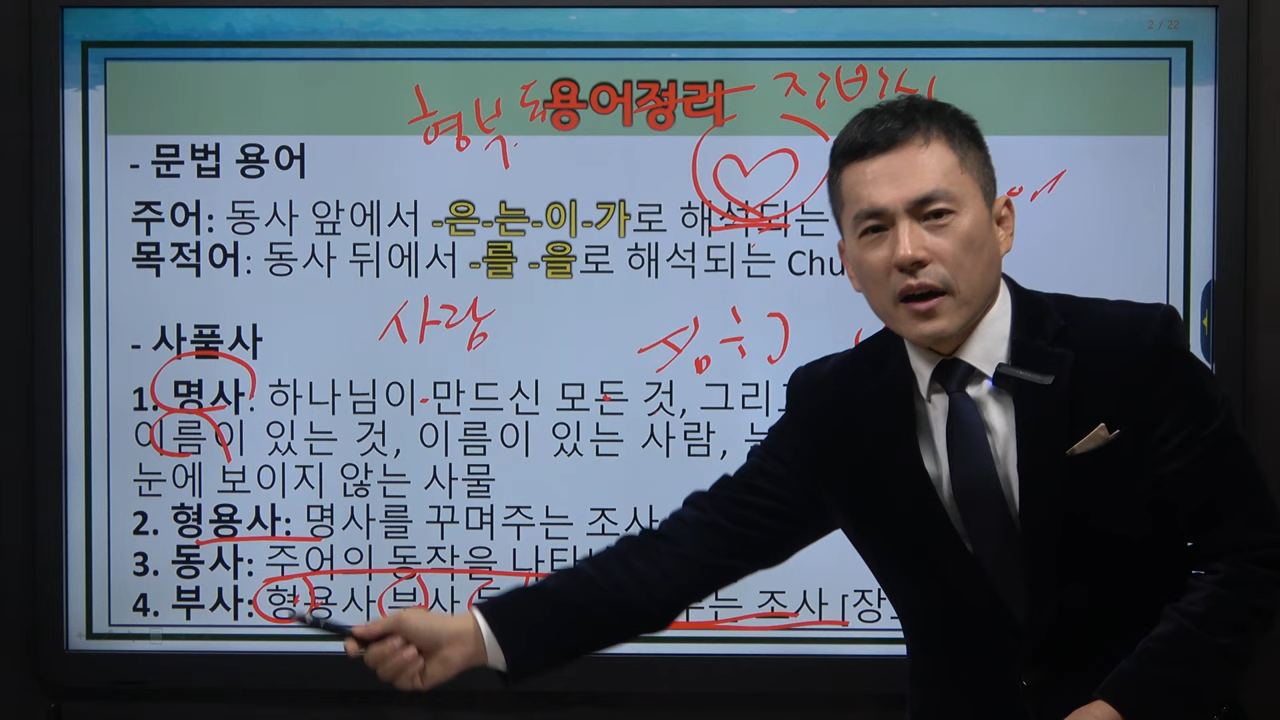 2 / 22
용어정리
형부
- 문법 용어
주어: 동사 앞에서 -은-는-이-가로 해석되는
목적어: 동사 뒤에서 -를 -을로 해석되는 Chu
사랑
- 사품사
1. 명사: 하나님이 만드신 모든 것, 그리고
이름이 있는 것, 이름이 있는 사람,
눈에 보이지 않는 사물
2. 형용사: 명사를 꾸며주는 조사
3. 동사: 주어의 동작을
4. 부사: 형용사 부사 조사 [장